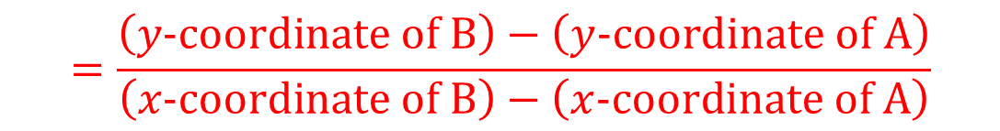 (y-coordinate of B) − (y-coordinate of A)
=
(x-coordinate of B) − (x-coordinate of A)